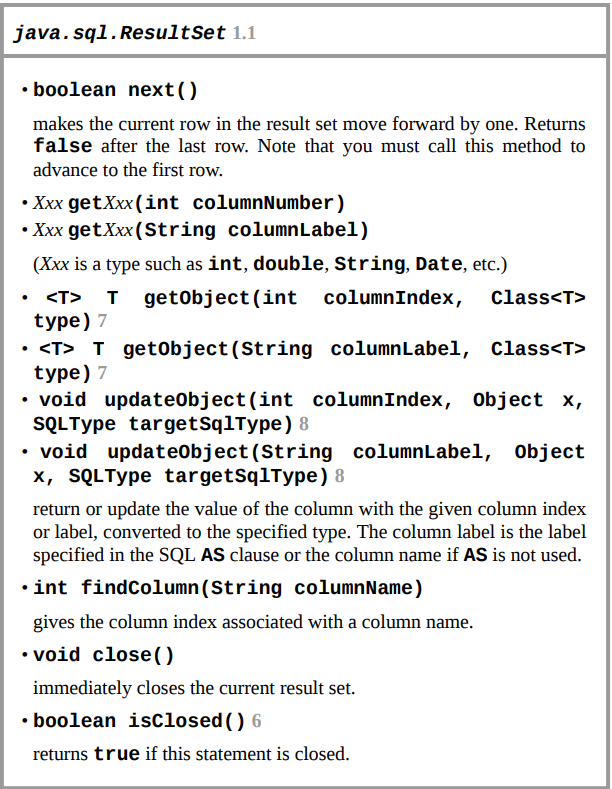 java.sql.ResultSet 1.1
• boolean next()
makes the current row in the result set move forward by one. Returns
false after the last row. Note that you must call this method to
advance to the first row.
• Xxx getXxx(int columnNumber)
• Xxx getXxx(String columnLabel)
(Xxx is a type such as int, double, String, Date, etc.)
• <T> T getObject(int columnIndex, Class<T>
type) 7
• <T> T getObject(String columnLabel, Class<T>
type) 7
• void updateObject(int columnIndex, Object x,
SQLType targetSqlType) 8
• void updateObject(String columnLabel, Object
x, SQLType targetSqlType) 8
return or update the value of the column with the given column index
or label, converted to the specified type. The column label is the label
specified in the SQL AS clause or the column name if AS is not used.
• int findColumn(String columnName)
gives the column index associated with a column name.
• void close()
immediately closes the current result set.
• boolean isClosed() 6
returns true if this statement is closed.